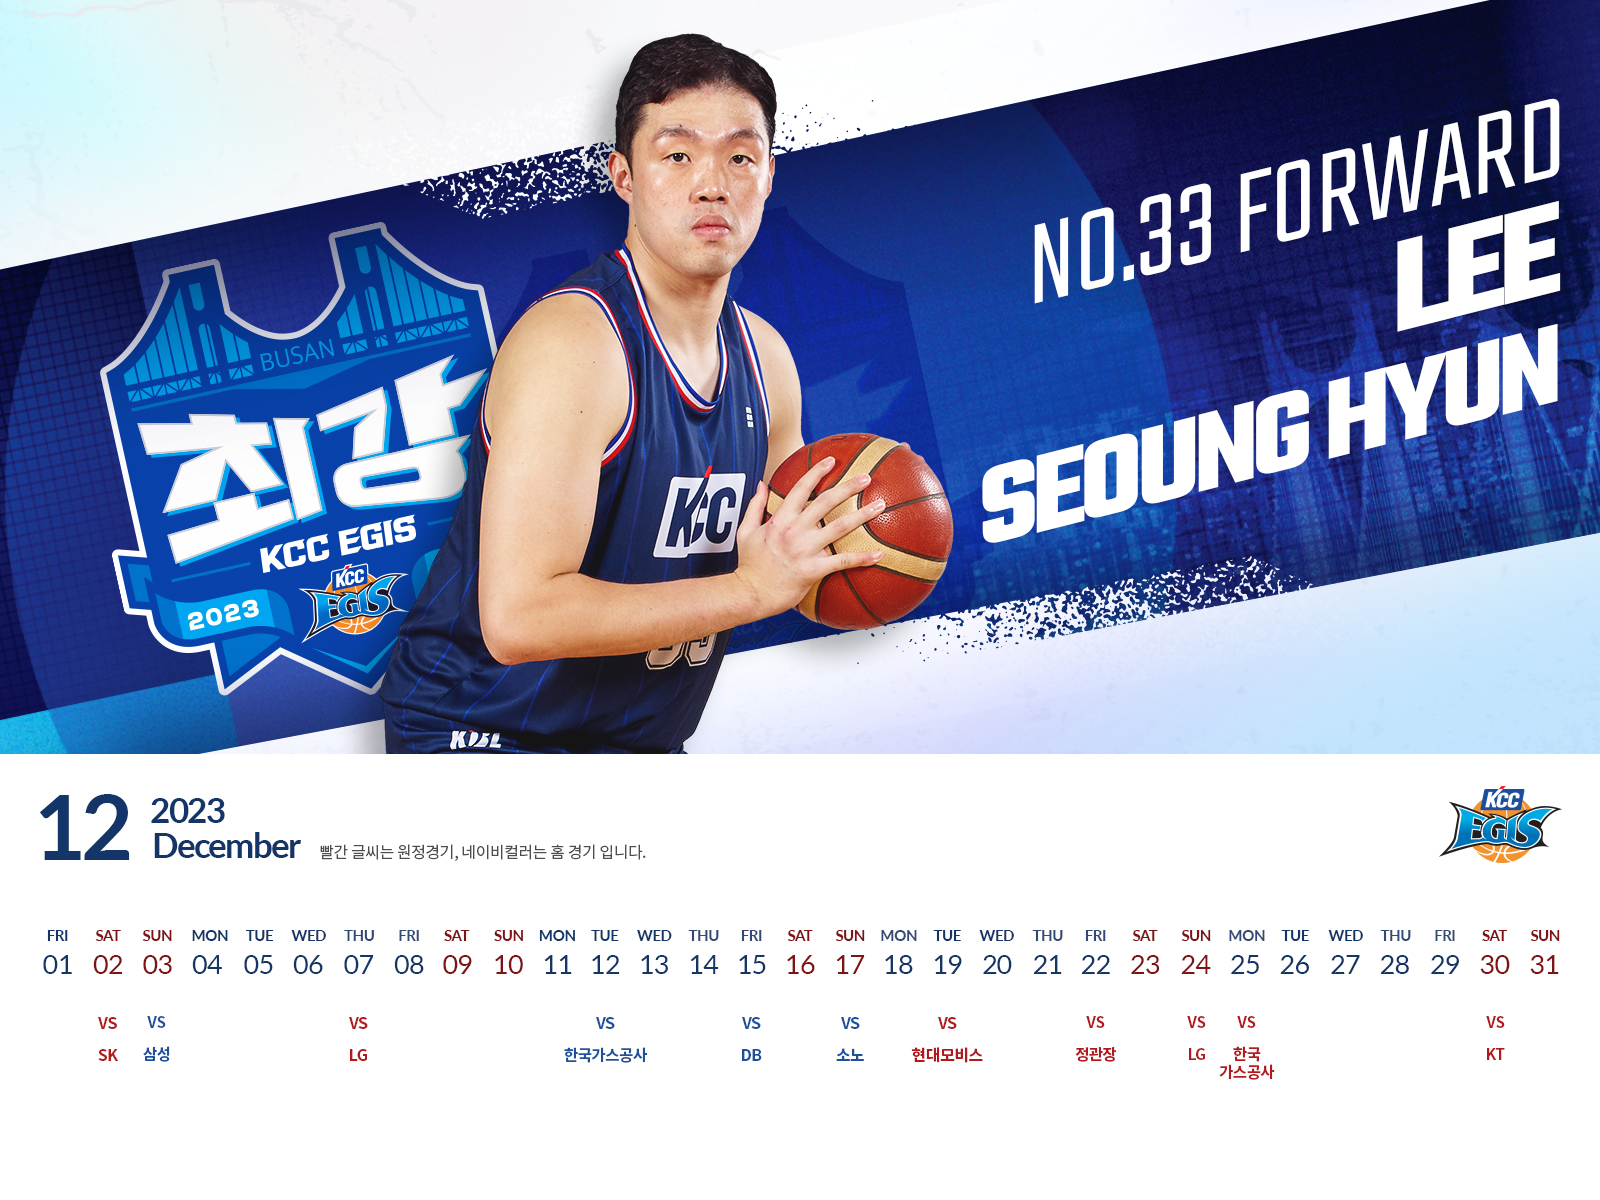 NO.33 FORWARD
LEE
SEOUNG HYUN
BUSAN
최강
KCC EGIS
KCC
EGIS
2023
KCC
33
KBL
12
2023
December
빨간 글씨는 원정경기, 네이비컬러는 홈 경기 입니다.
KCC
EGIS
FRI SAT SUN MON TUE WED THU FRI SAT SUN MON TUE WED THU FRI SAT SUN MON TUE WED THU FRI SAT SUN MON TUE WED THU FRI SAT SUN
01 02 03 04 05 06 07 08 09 10 11 12 13 14 15 16 17 18 19 20 21 22 23 24 25 26 27 28 29 30 31
VS VS VS VS VS VS VS VS VS VS VS
SK 삼성 LG 한국가스공사 DB 소노 현대모비스 정관장 LG 한국 KT
가스공사